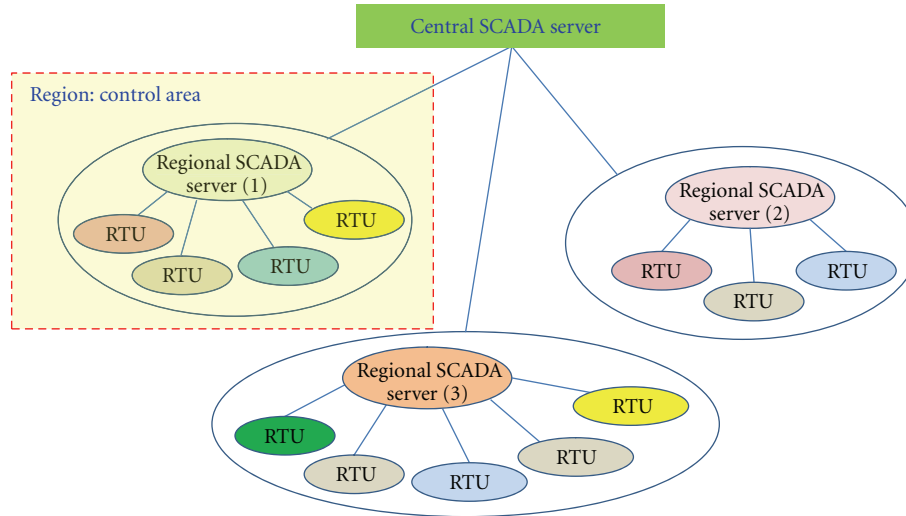 Central SCADA server
Region: control area
Regional SCADA
server (1)
RTU
RTU
RTU
RTU
Regional SCADA
server (2)
RTU
RTU
RTU
Regional SCADA
server (3)
RTU
RTU
RTU
RTU
RTU